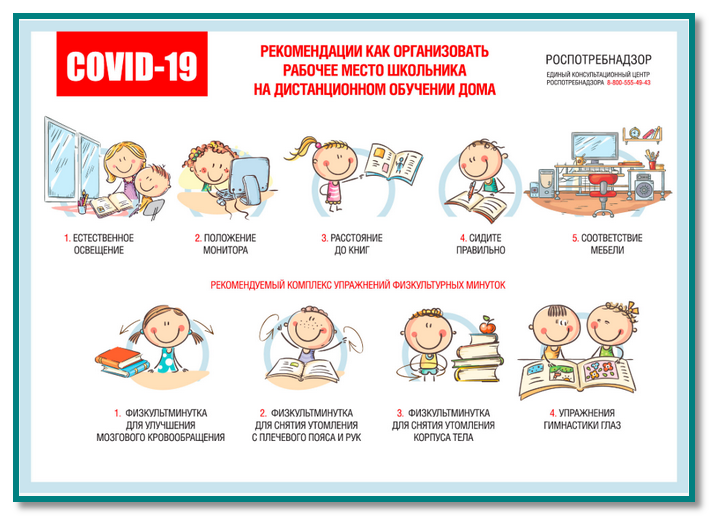 COVID-19
РЕКОМЕНДАЦИИ КАК ОРГАНИЗОВАТЬ
РАБОЧЕЕ МЕСТО ШКОЛЬНИКА
НА ДИСТАНЦИОННОМ ОБУЧЕНИИ ДОМА
РОСПОТРЕБНАДЗОР
ЕДИНЫЙ КОНСУЛЬТАЦИОННЫЙ ЦЕНТР
РОСПОТРЕБНАДЗОРА 8-800-555-49-43
1. ЕСТЕСТВЕННОЕ
ОСВЕЩЕНИЕ
2. ПОЛОЖЕНИЕ
МОНИТОРА
3. РАССТОЯНИЕ
ДО КНИГ
4. СИДИТЕ
ПРАВИЛЬНО
5. СООТВЕТСТВИЕ
МЕБЕЛИ
РЕКОМЕНДУЕМЫЙ КОМПЛЕКС УПРАЖНЕНИЙ ФИЗКУЛЬТУРНЫХ МИНУТОК
1. ФИЗКУЛЬТМИНУТКА
ДЛЯ УЛУЧШЕНИЯ
МОЗГОВОГО КРОВООБРАЩЕНИЯ
2. ФИЗКУЛЬТМИНУТКА
ДЛЯ СНЯТИЯ УТОМЛЕНИЯ
С ПЛЕЧЕВОГО ПОЯСА И РУК
3. ФИЗКУЛЬТМИНУТКА
ДЛЯ СНЯТИЯ УТОМЛЕНИЯ
КОРПУСА ТЕЛА
4. УПРАЖНЕНИЯ
ГИМНАСТИКИ ГЛАЗ